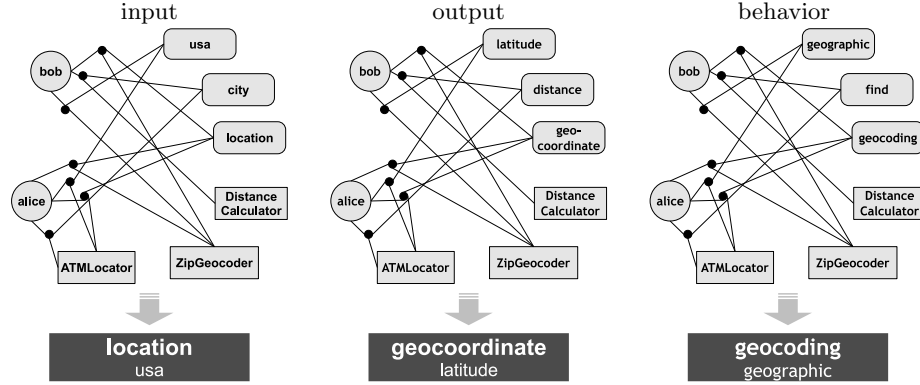 input
usa
bob
city
location
alice
Distance
Calculator
ATMLocator
ZipGeocoder
location
usa
output
latitude
bob
distance
geo-
coordinate
alice
Distance
Calculator
ATMLocator
ZipGeocoder
geocoordinate
latitude
behavior
geographic
bob
find
geocoding
alice
Distance
Calculator
ATMLocator
ZipGeocoder
geocoding
geographic